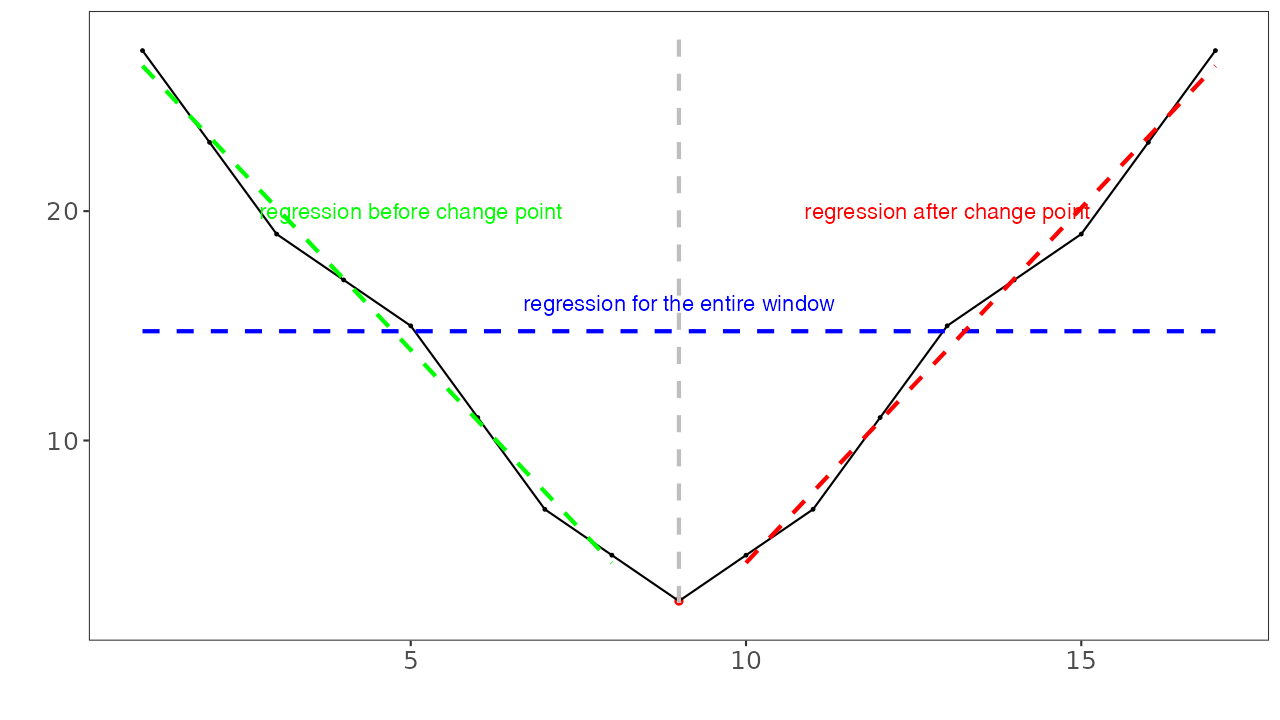 20
regression before change point
regression after change point
regression for the entire window
10
5
10
15